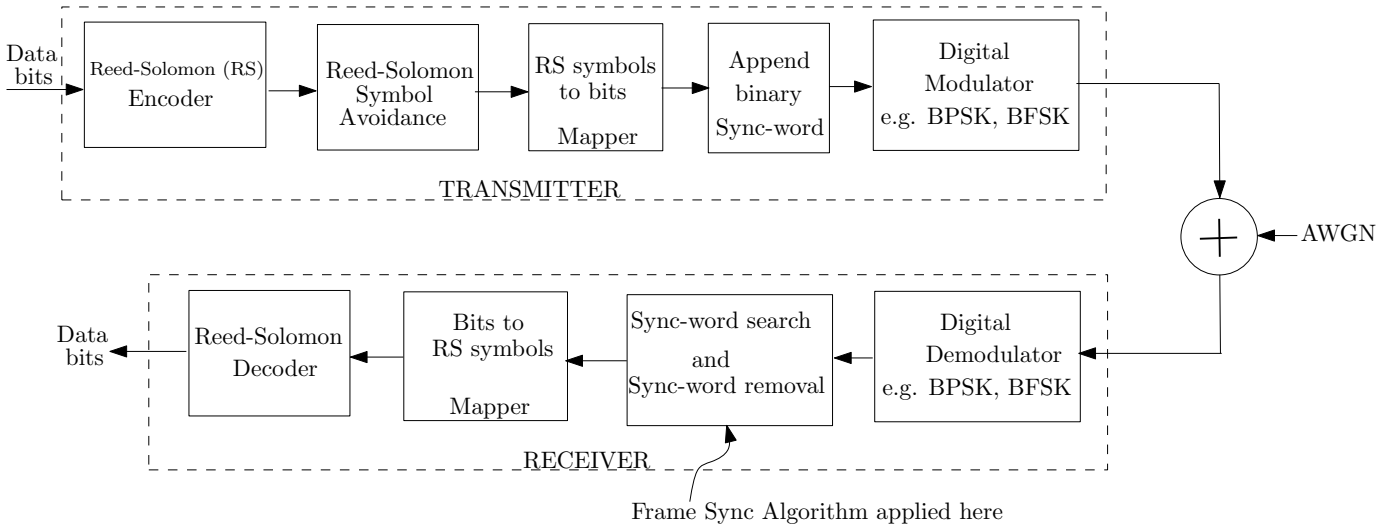 Data
bits
Reed-Solomon (RS)
Encoder
Reed-Solomon
Symbol
Avoidance
RS symbols
to bits
Mapper
Append
binary
Sync-word
Digital
Modulator
e.g. BPSK, BFSK
TRANSMITTER
AWGN
Data
bits
Reed-Solomon
Decoder
Bits to
RS symbols
Mapper
Sync-word search
and
Sync-word removal
Digital
Demodulator
e.g. BPSK, BFSK
RECEIVER
Frame Sync Algorithm applied here